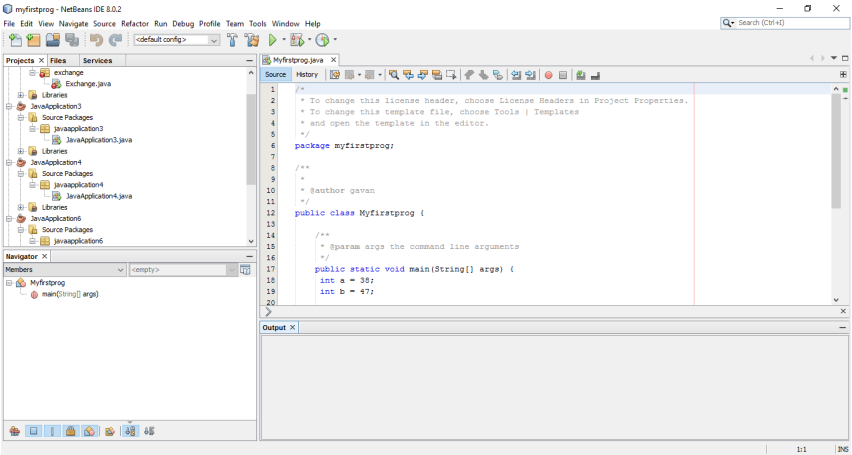 myfirstprog - NetBeans IDE 8.0.2
File Edit View Navigate Source Refactor Run Debug Profile Team Tools Window Help
Search (Ctrl+I)
<default config>
Projects Files Services
exchange
Exchange.java
Libraries
JavaApplication3
Source Packages
javaapplication3
JavaApplication3.java
Libraries
JavaApplication4
Source Packages
javaapplication4
JavaApplication4.java
Libraries
JavaApplication6
Source Packages
javaapplication6
Navigator
Members <empty>
Myfirstprog
main(String[] args)
Myfirstprog.java
Source History
1 /*
2 * To change this license header, choose License Headers in Project Properties.
3 * To change this template file, choose Tools | Templates
4 * and open the template in the editor.
5 */
6 package myfirstprog;
7
8 /**
9 *
10 * @author gavan
11 */
12 public class Myfirstprog {
13
14 /**
15 * @param args the command line arguments
16 */
17 public static void main(String[] args) {
18 int a = 38;
19 int b = 47;
20
Output
1:1 INS